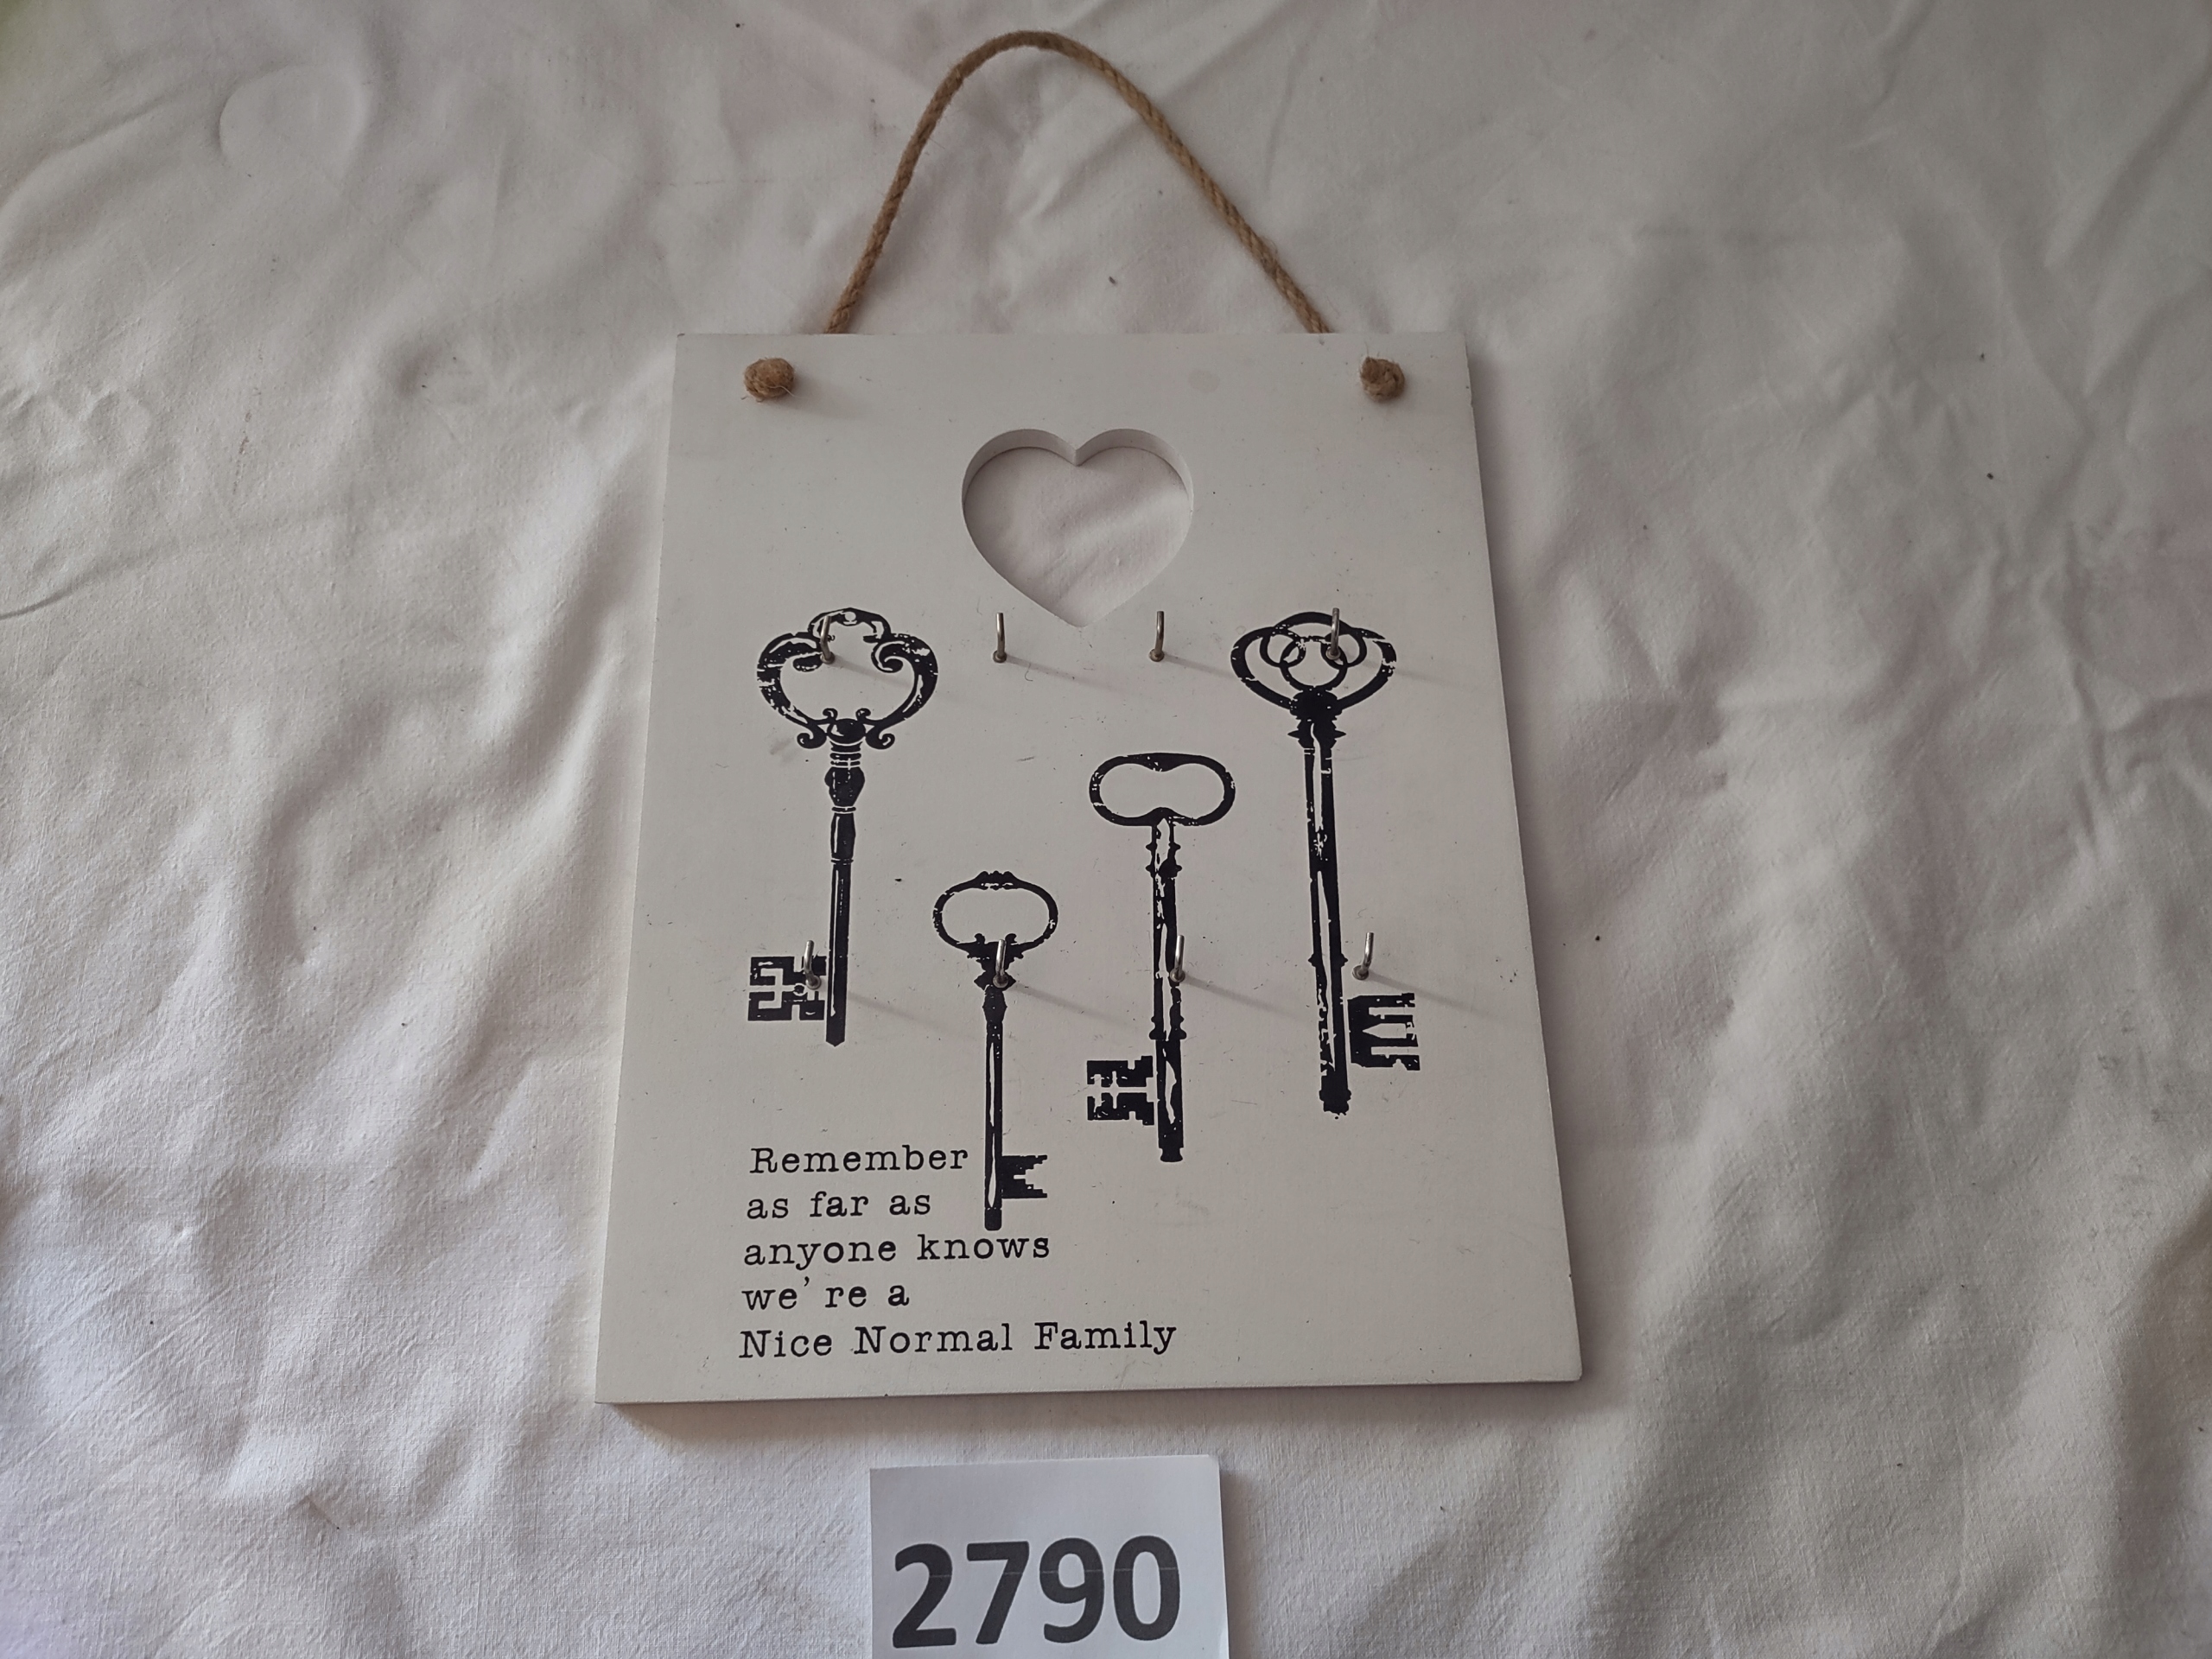 Remember
as far as
anyone knows
we're a
Nice Normal Family
2790